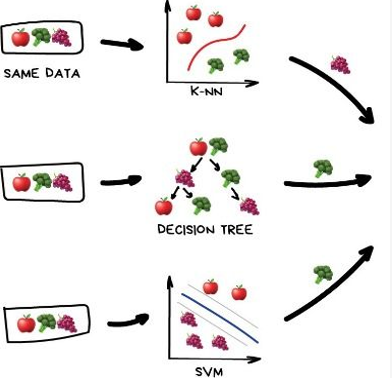 SAME DATA
K-NN
DECISION TREE
SVM